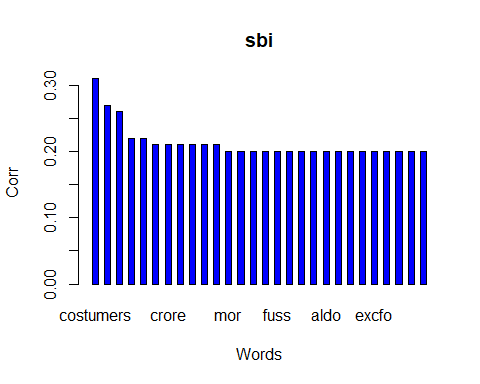 sbi
Corr
0.30
0.20
0.10
0.00
costumers crore mor fuss aldo excfo
Words